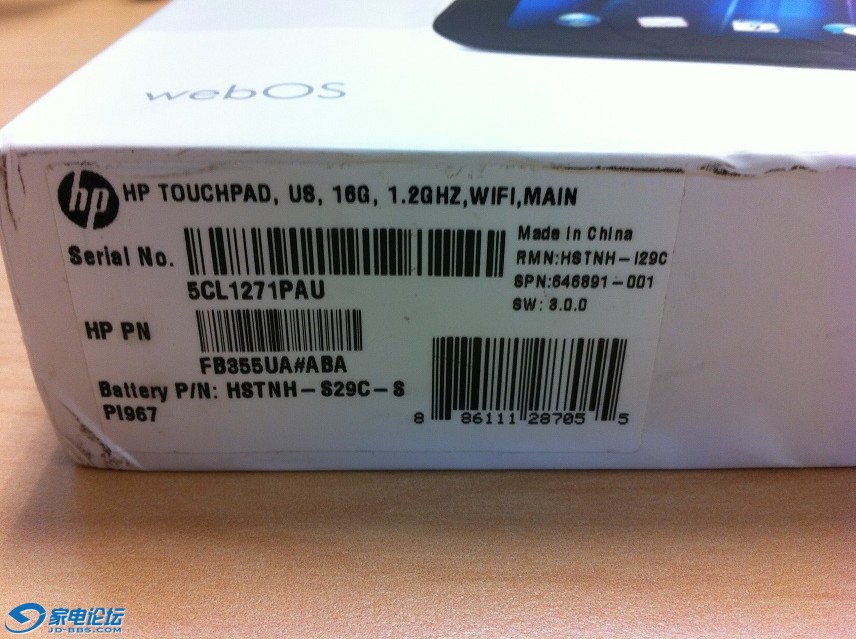 webOS
hp
HP TOUCHPAD, US, 16G, 1.2GHZ,WIFI,MAIN
Serial No.
5CL1271PAU
Made In China
RMN:HSTNH-I29C
SPN:646891-001
SW: 3.0.0
HP PN
FB355UA#ABA
Battery P/N: HSTNH-S29C-S
PI967
8 86111 28705 5
家电论坛
JD-BBS.COM